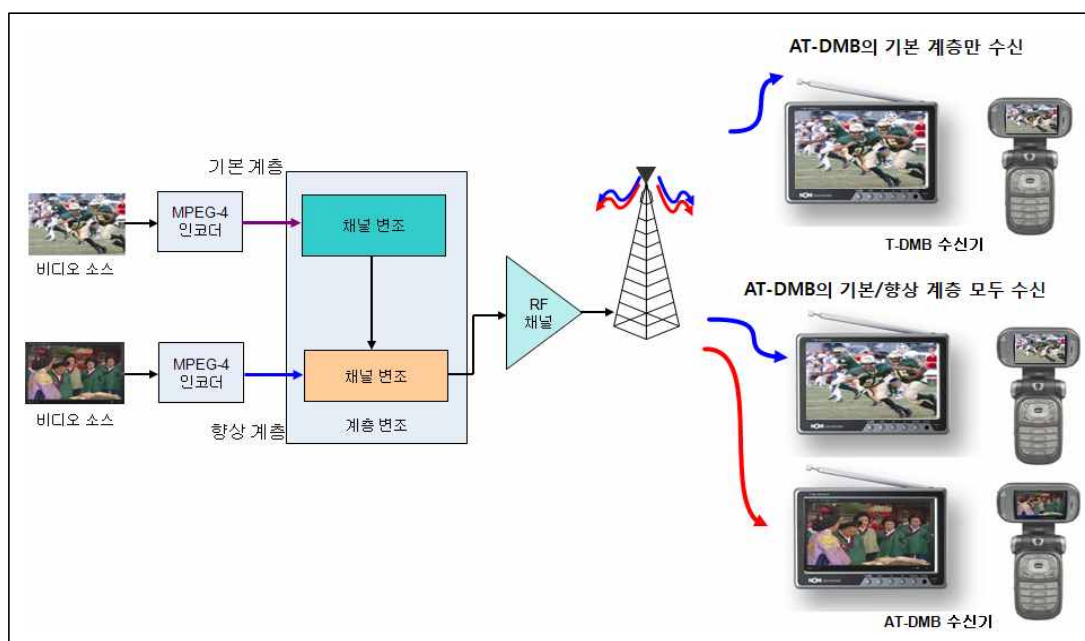 AT-DMB의 기본 계층만 수신
T-DMB 수신기
기본 계층
MPEG-4
인코더
채널 변조
비디오 소스
RF
채널
MPEG-4
인코더
채널 변조
비디오 소스
향상 계층
계층 변조
AT-DMB의 기본/향상 계층 모두 수신
AT-DMB 수신기